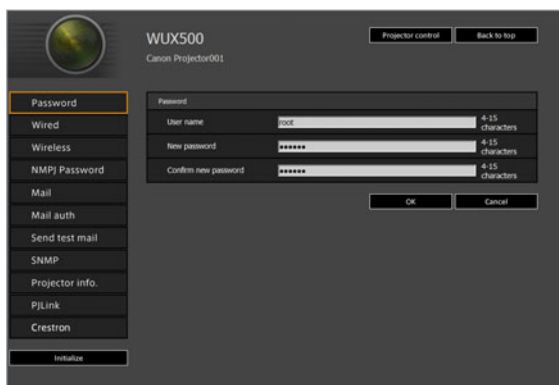 WUX500
Canon Projector001
Projector control
Back to top
Password
Wired
Wireless
NMPJ Password
Mail
Mail auth
Send test mail
SNMP
Projector info.
PJLink
Crestron
Initialize
Password
User name
root
4-15
characters
New password
••••••
4-15
characters
Confirm new password
••••••
4-15
characters
OK
Cancel